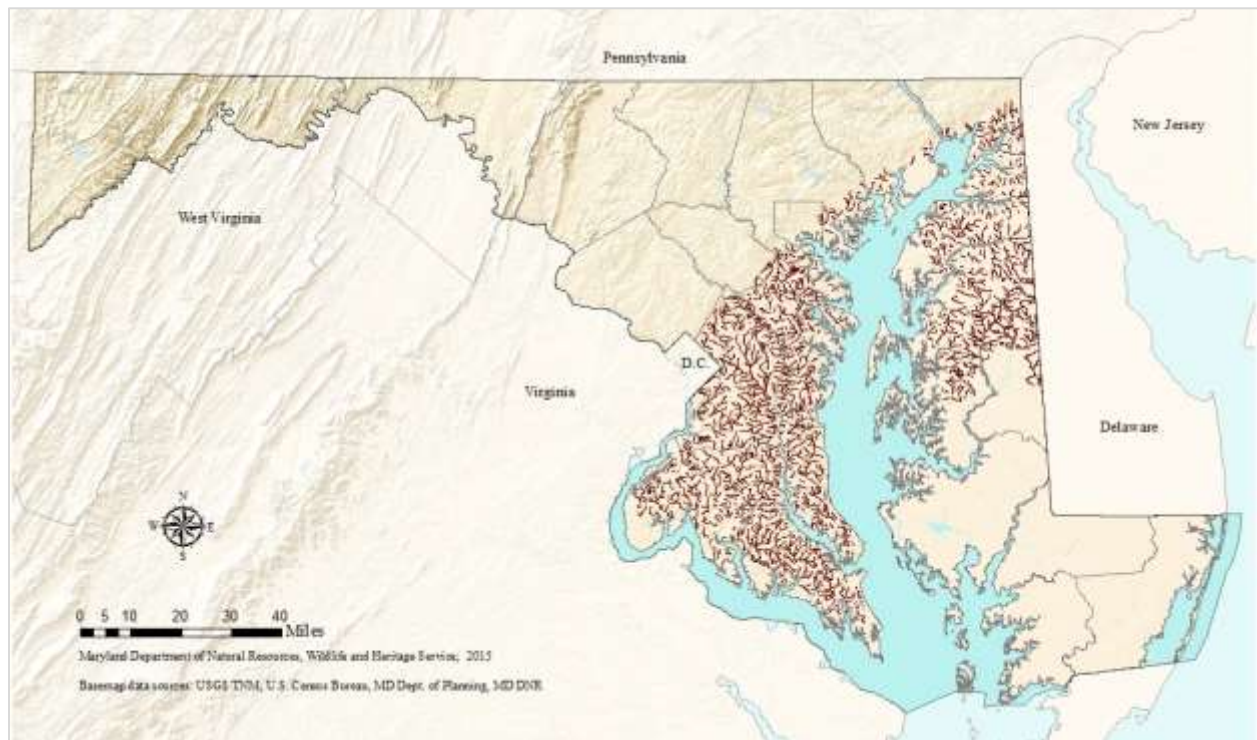 Pennsylvania
New Jersey
West Virginia
D.C.
Virginia
Delaware
N
W E
S
0 5 10 20 30 40
Miles
Maryland Department of Natural Resources, Wildlife and Heritage Service, 2015
Basemap data sources: USGS TNM, U.S. Census Bureau, MD Dept. of Planning, MD DNR